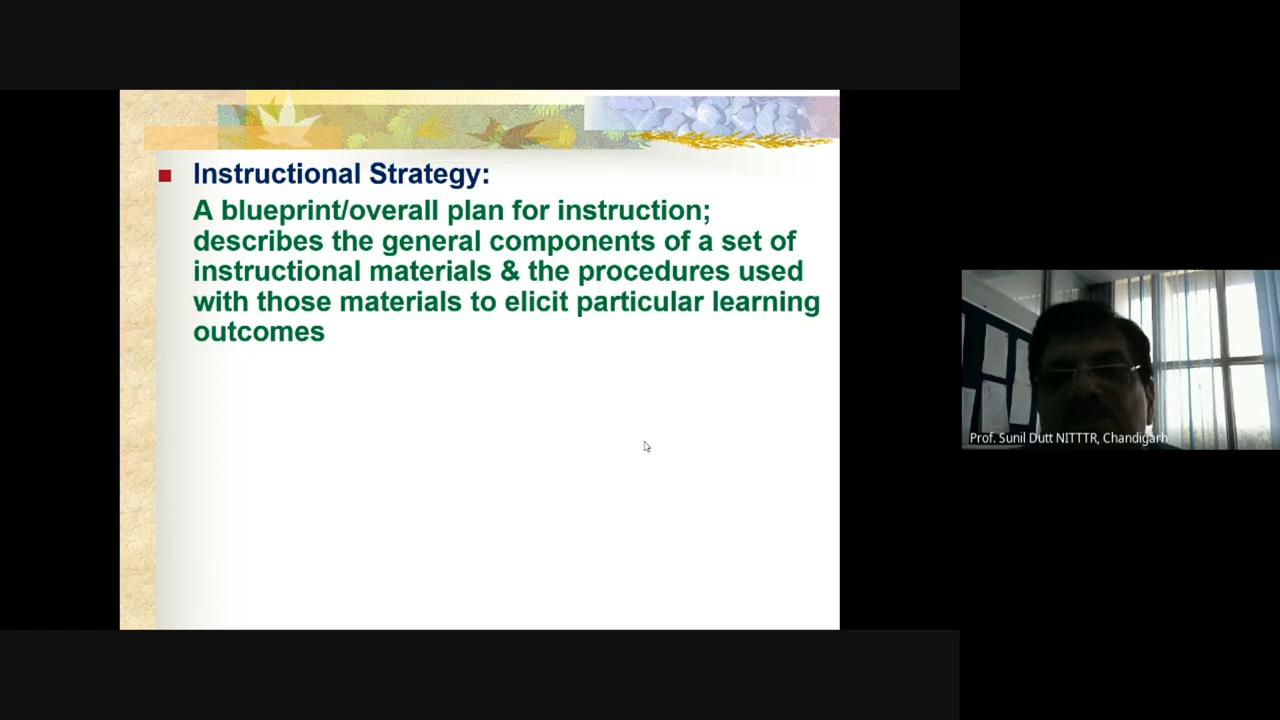 Instructional Strategy:
A blueprint/overall plan for instruction;
describes the general components of a set of
instructional materials & the procedures used
with those materials to elicit particular learning
outcomes
Prof. Sunil Dutt NITTTR, Chandigarh